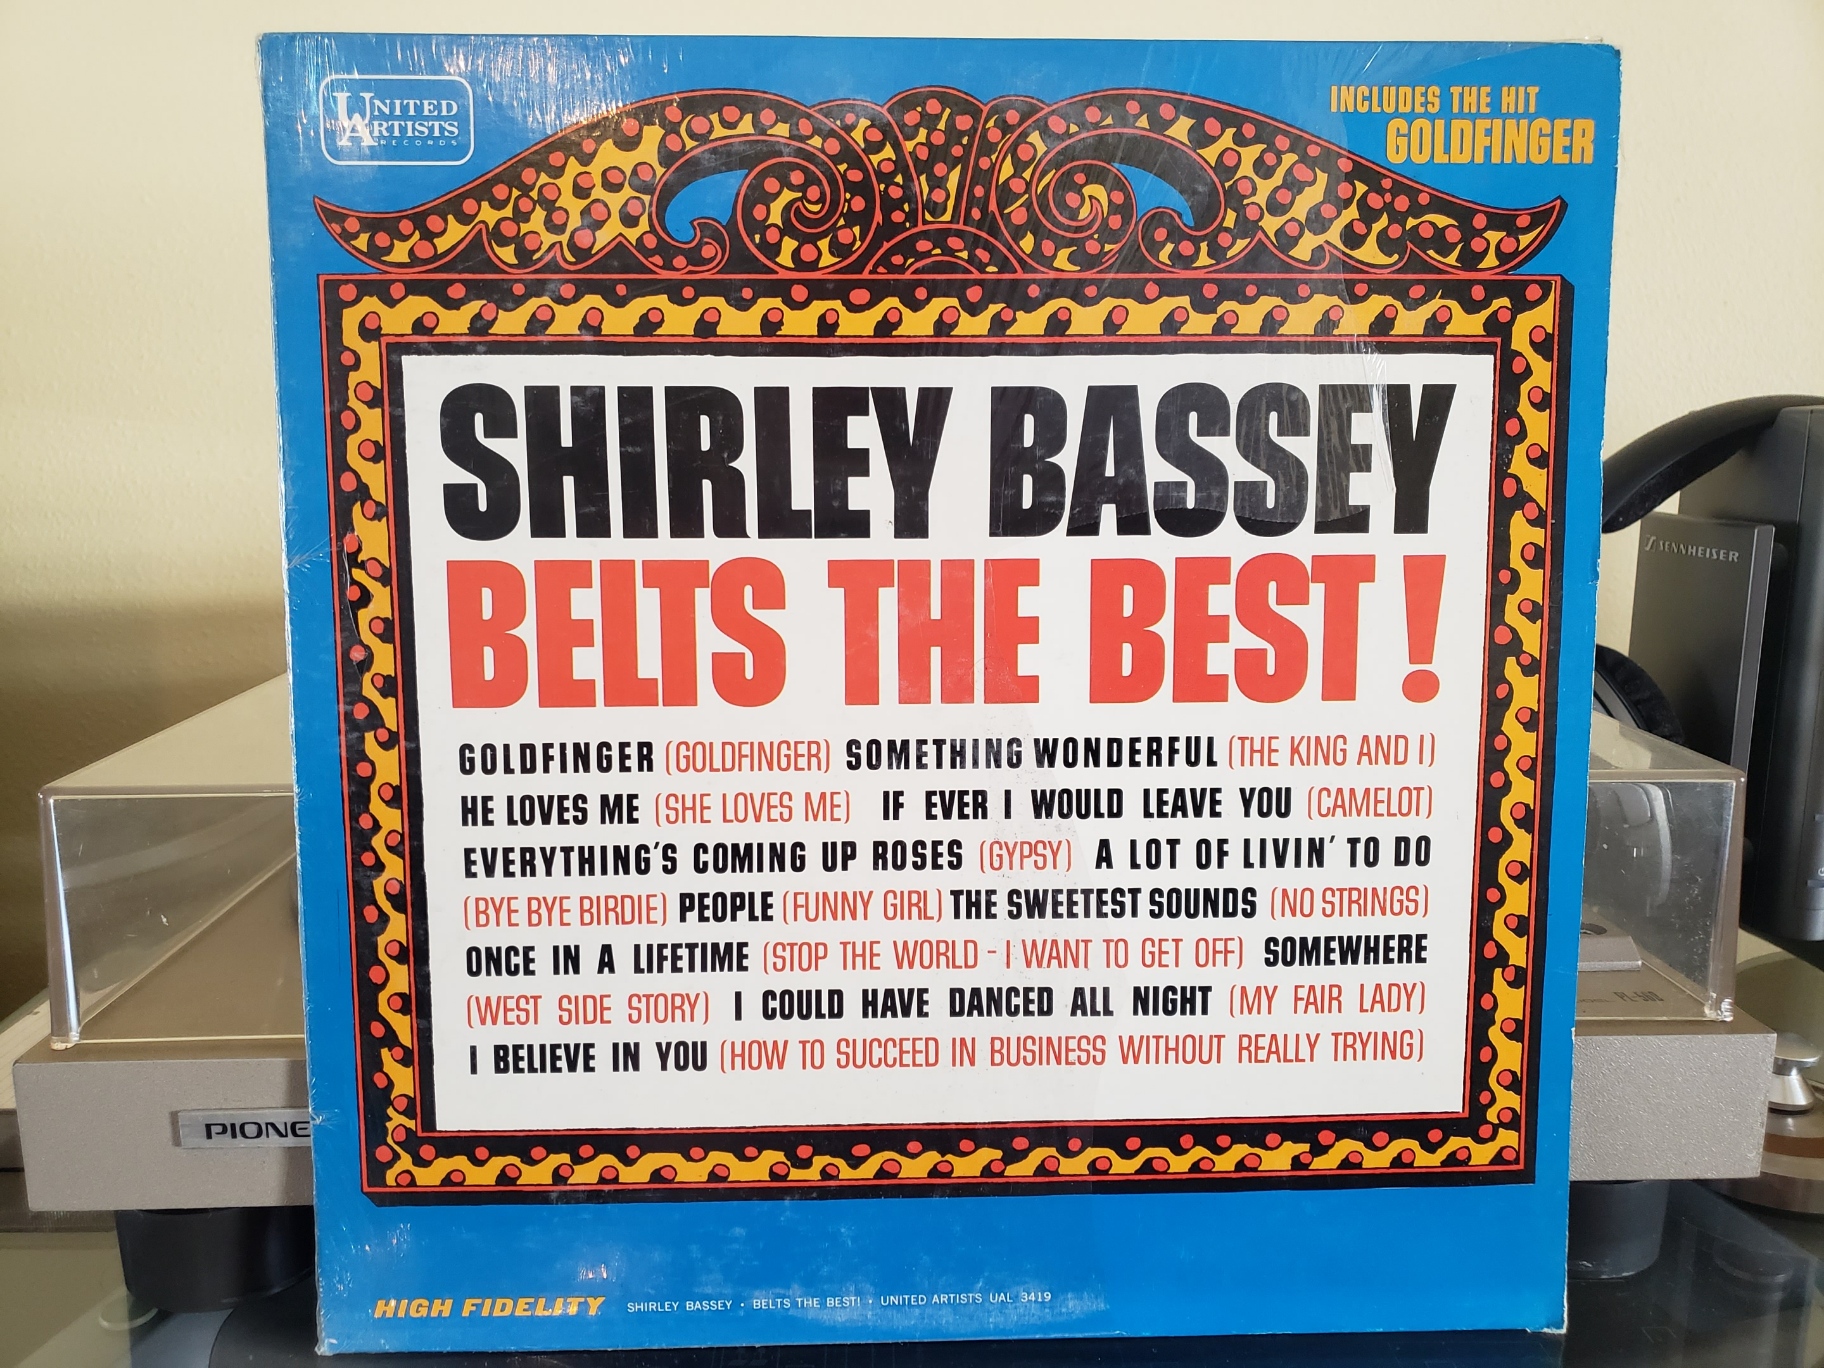 UNITED
ARTISTS
RECORDS
INCLUDES THE HIT
GOLDFINGER
SHIRLEY BASSEY
BELTS THE BEST!
GOLDFINGER (GOLDFINGER) SOMETHING WONDERFUL (THE KING AND I)
HE LOVES ME (SHE LOVES ME) IF EVER I WOULD LEAVE YOU (CAMELOT)
EVERYTHING'S COMING UP ROSES (GYPSY) A LOT OF LIVIN' TO DO
(BYE BYE BIRDIE) PEOPLE (FUNNY GIRL) THE SWEETEST SOUNDS (NO STRINGS)
ONCE IN A LIFETIME (STOP THE WORLD - I WANT TO GET OFF) SOMEWHERE
(WEST SIDE STORY) I COULD HAVE DANCED ALL NIGHT (MY FAIR LADY)
I BELIEVE IN YOU (HOW TO SUCCEED IN BUSINESS WITHOUT REALLY TRYING)
HIGH FIDELITY SHIRLEY BASSEY • BELTS THE BEST! • UNITED ARTISTS UAL 3419
SENNHEISER
PIONE